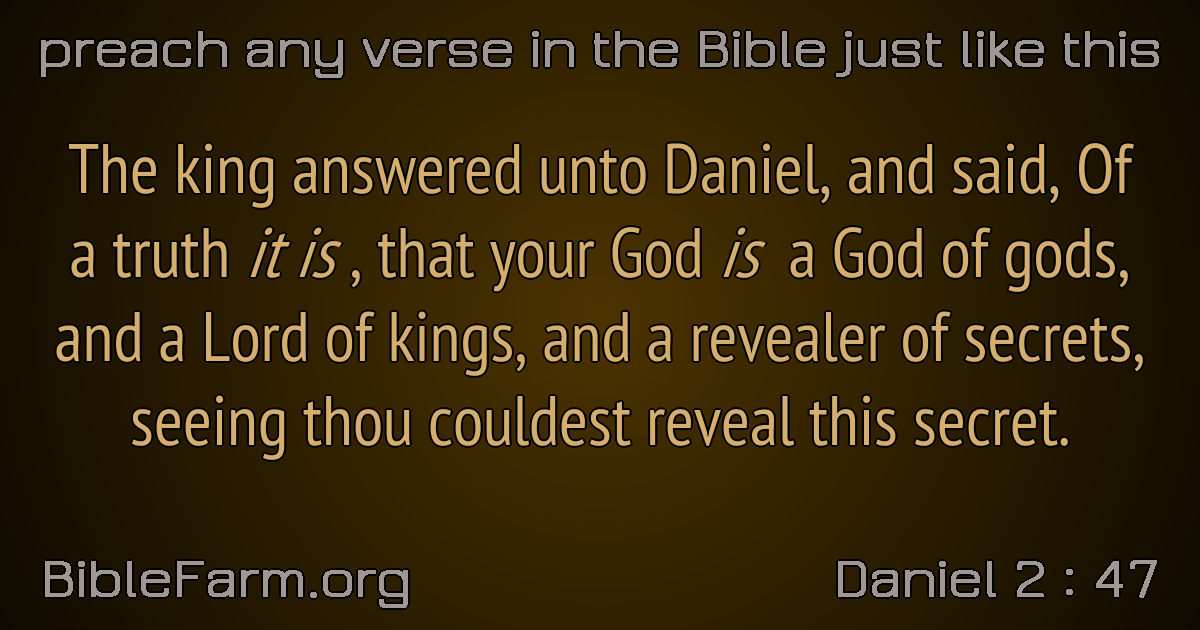 preach any verse in the Bible just like this
The king answered unto Daniel, and said, Of
a truth it is , that your God is a God of gods,
and a Lord of kings, and a revealer of secrets,
seeing thou couldest reveal this secret.
BibleFarm.org
Daniel 2 : 47